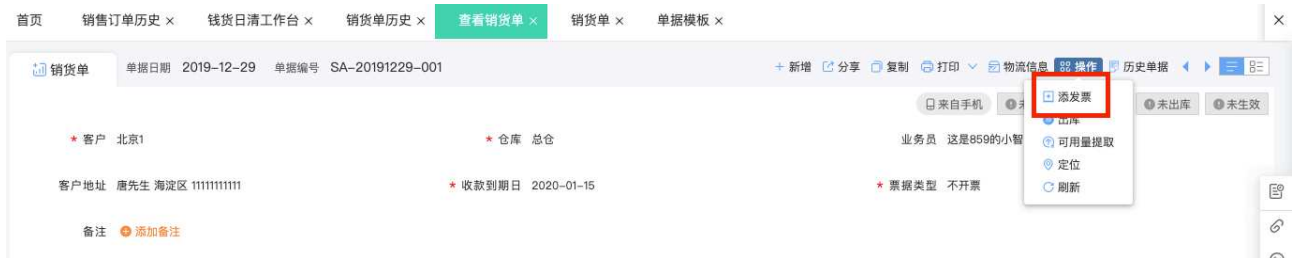 首页 销售订单历史 × 钱货日清工作台 × 销货单历史 × 查看销货单 × 销货单 × 单据模板 ×
销货单 单据日期 2019-12-29 单据编号 SA-20191229-001 + 新增 分享 复制 打印 物流信息 操作 历史单据
来自手机 添发票 未出库 未生效
* 客户 北京1 * 仓库 总仓 业务员 这是859的小智 出库
可用量提取
定位
客户地址 唐先生 海淀区 11111111111 * 收款到期日 2020-01-15 * 票据类型 不开票 刷新
备注 添加备注